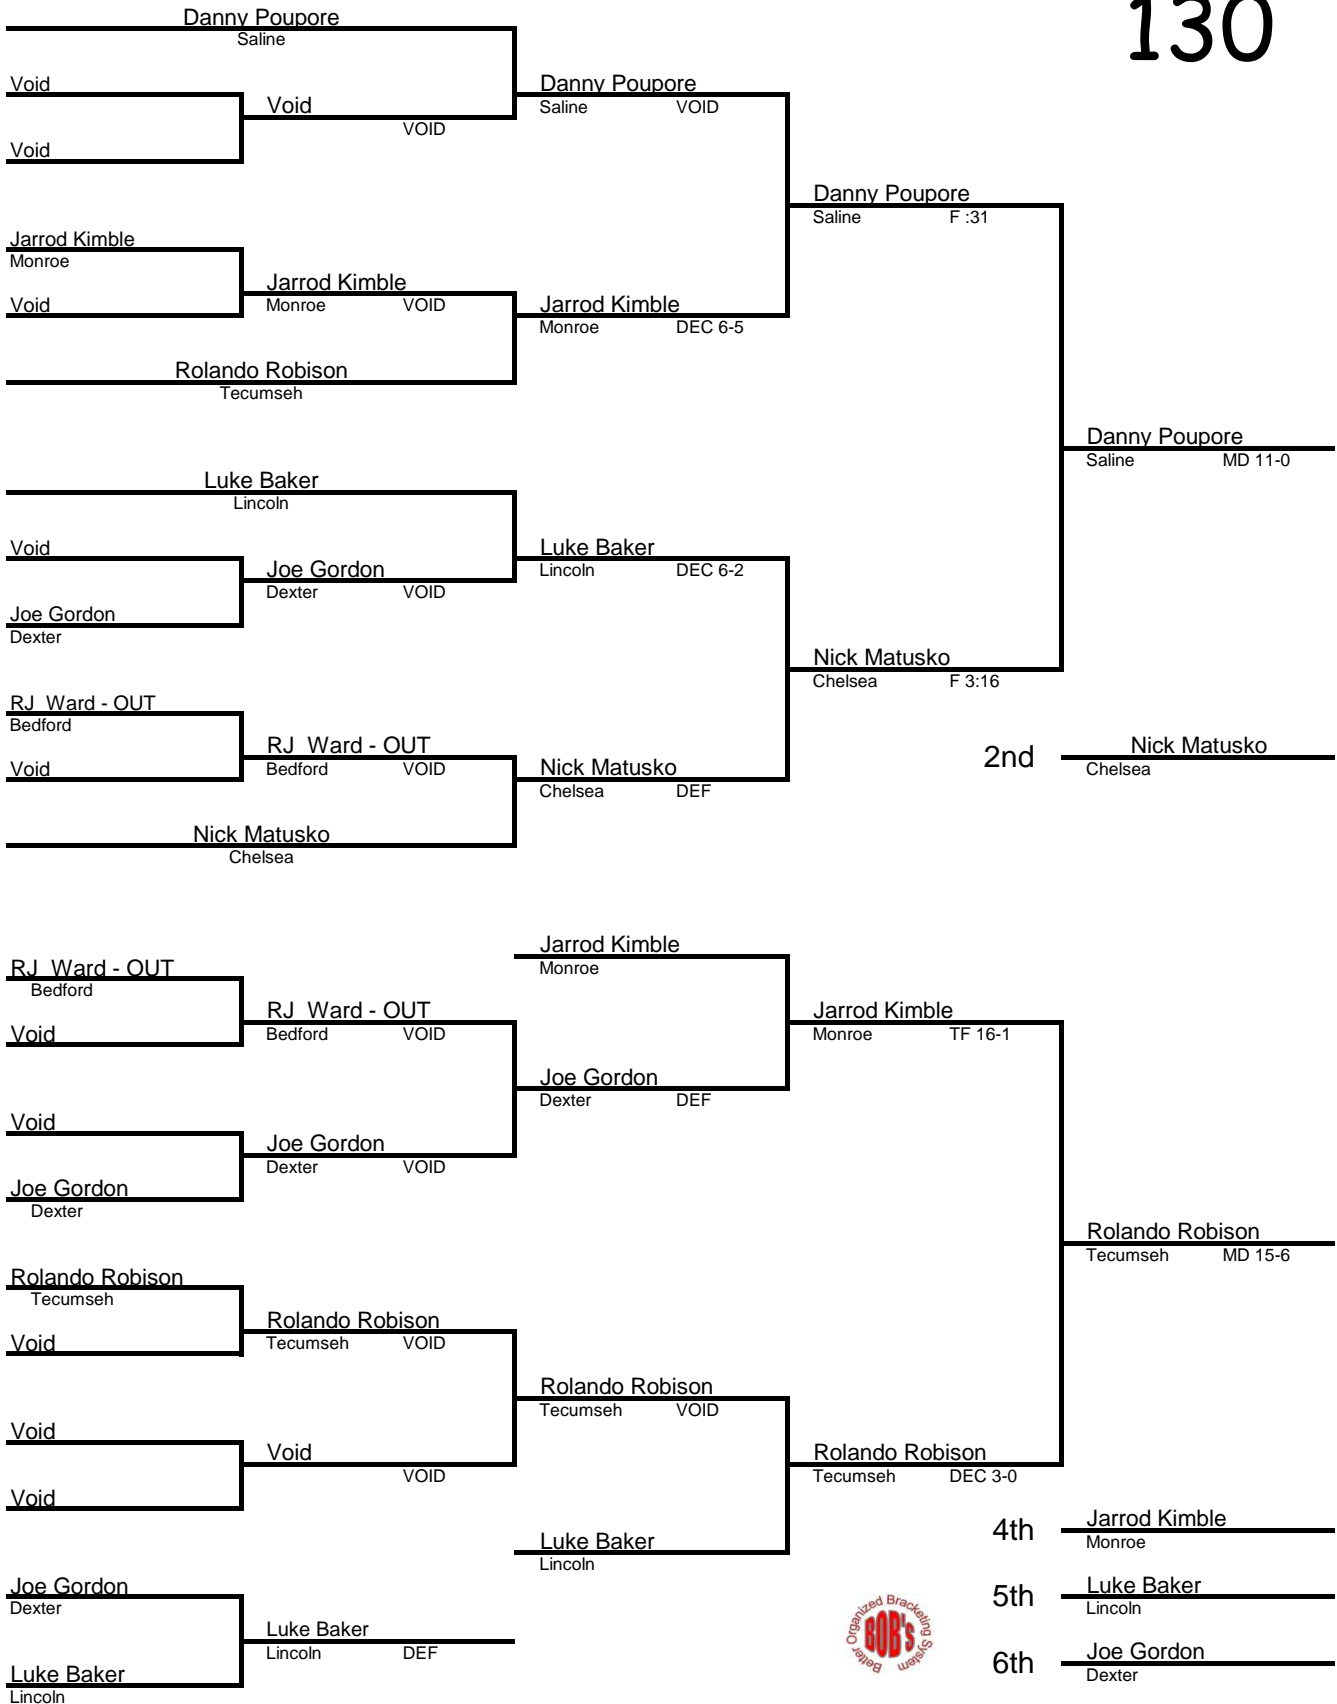 130
Danny Poupore
Saline
Void
Void
Void
VOID
Danny Poupore
Saline VOID
Jarrod Kimble
Monroe
Void
Jarrod Kimble
Monroe VOID
Rolando Robison
Tecumseh
Jarrod Kimble
Monroe DEC 6-5
Danny Poupore
Saline F :31
Luke Baker
Lincoln
Void
Joe Gordon
Dexter
Joe Gordon
Dexter VOID
Luke Baker
Lincoln DEC 6-2
RJ Ward - OUT
Bedford
Void
RJ Ward - OUT
Bedford VOID
Nick Matusko
Chelsea
Nick Matusko
Chelsea DEF
Nick Matusko
Chelsea F 3:16
Danny Poupore
Saline MD 11-0
2nd Nick Matusko
Chelsea
RJ Ward - OUT
Bedford
Void
RJ Ward - OUT
Bedford VOID
Void
Joe Gordon
Dexter
Joe Gordon
Dexter VOID
Jarrod Kimble
Monroe
Joe Gordon
Dexter DEF
Jarrod Kimble
Monroe TF 16-1
Rolando Robison
Tecumseh
Void
Rolando Robison
Tecumseh VOID
Void
Void
Void
VOID
Rolando Robison
Tecumseh VOID
Luke Baker
Lincoln
Rolando Robison
Tecumseh DEC 3-0
Rolando Robison
Tecumseh MD 15-6
Joe Gordon
Dexter
Luke Baker
Lincoln
Luke Baker
Lincoln DEF
4th Jarrod Kimble
Monroe
5th Luke Baker
Lincoln
6th Joe Gordon
Dexter
Better Organized Bracketing System
BOB's